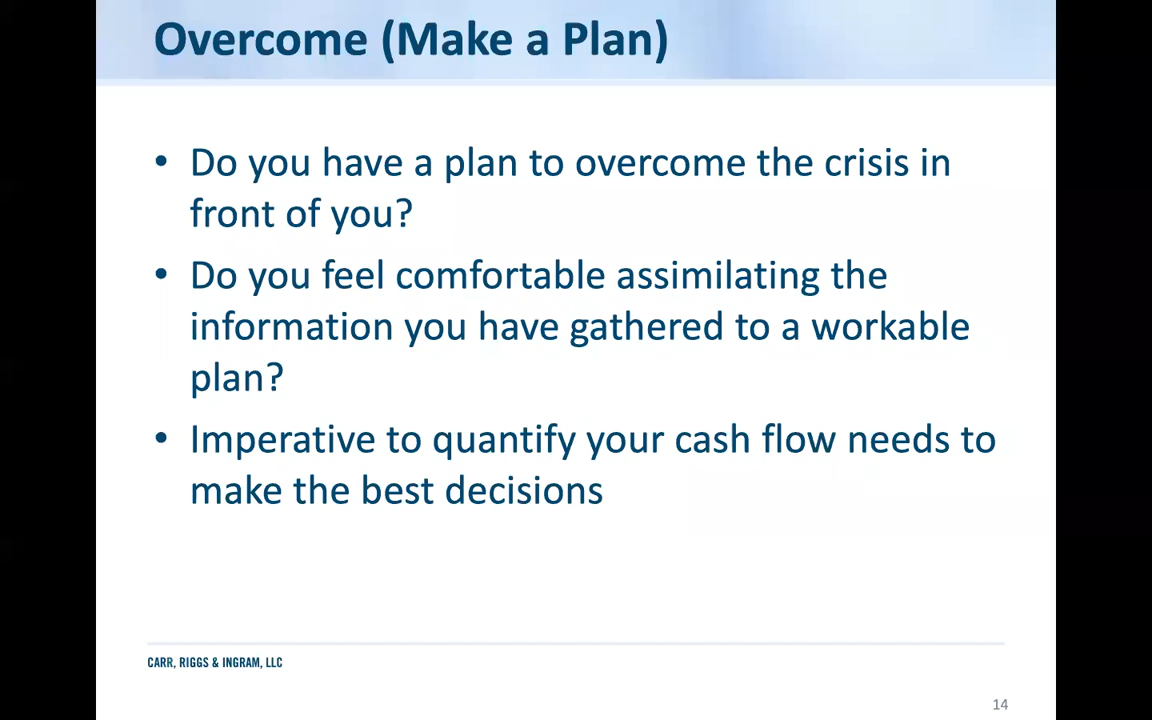 Overcome (Make a Plan)
• Do you have a plan to overcome the crisis in
front of you?
• Do you feel comfortable assimilating the
information you have gathered to a workable
plan?
• Imperative to quantify your cash flow needs to
make the best decisions
CARR, RIGGS & INGRAM, LLC
14